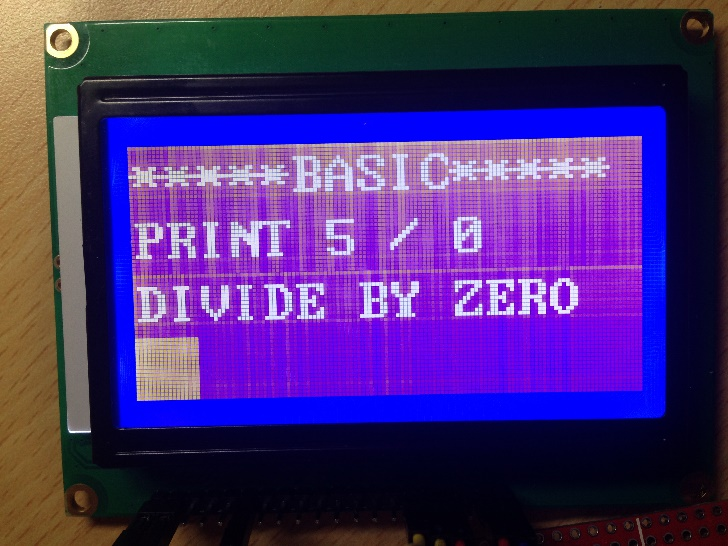 *****BASIC*****
PRINT 5 / 0
DIVIDE BY ZERO